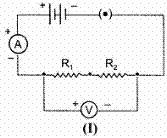 + −
(•)
+
A
−
R₁ R₂
+ V −
(I)